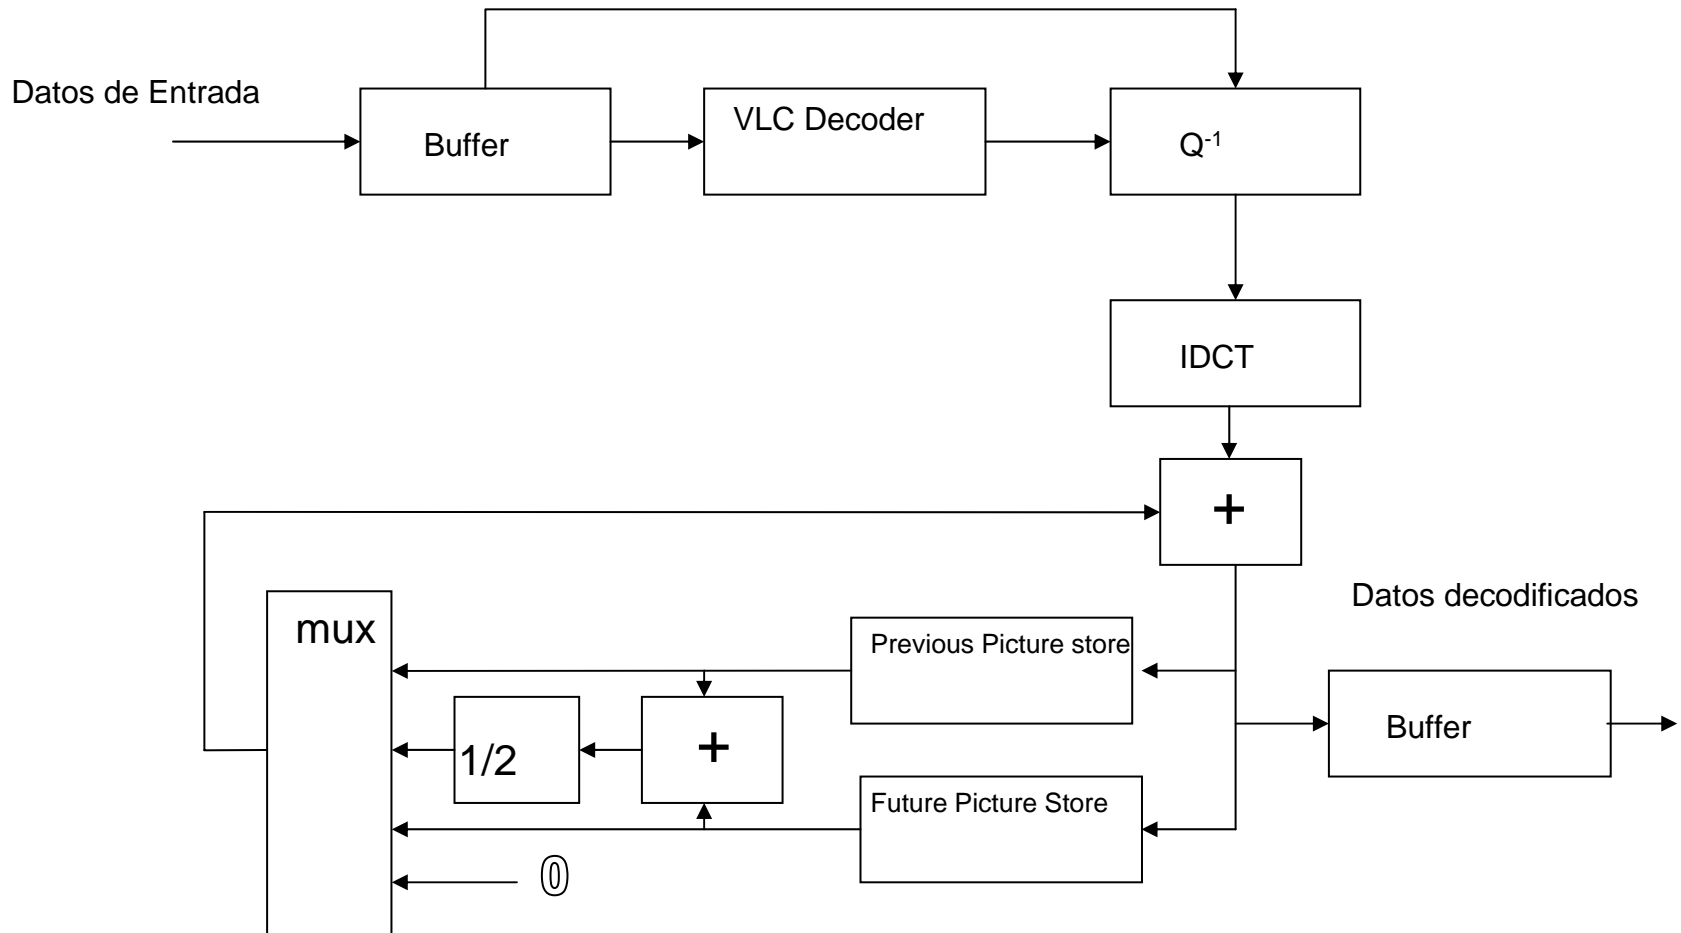 Datos de Entrada
Buffer
VLC Decoder
Q-1
IDCT
+
Datos decodificados
mux
Previous Picture store
Buffer
1/2
+
Future Picture Store
0